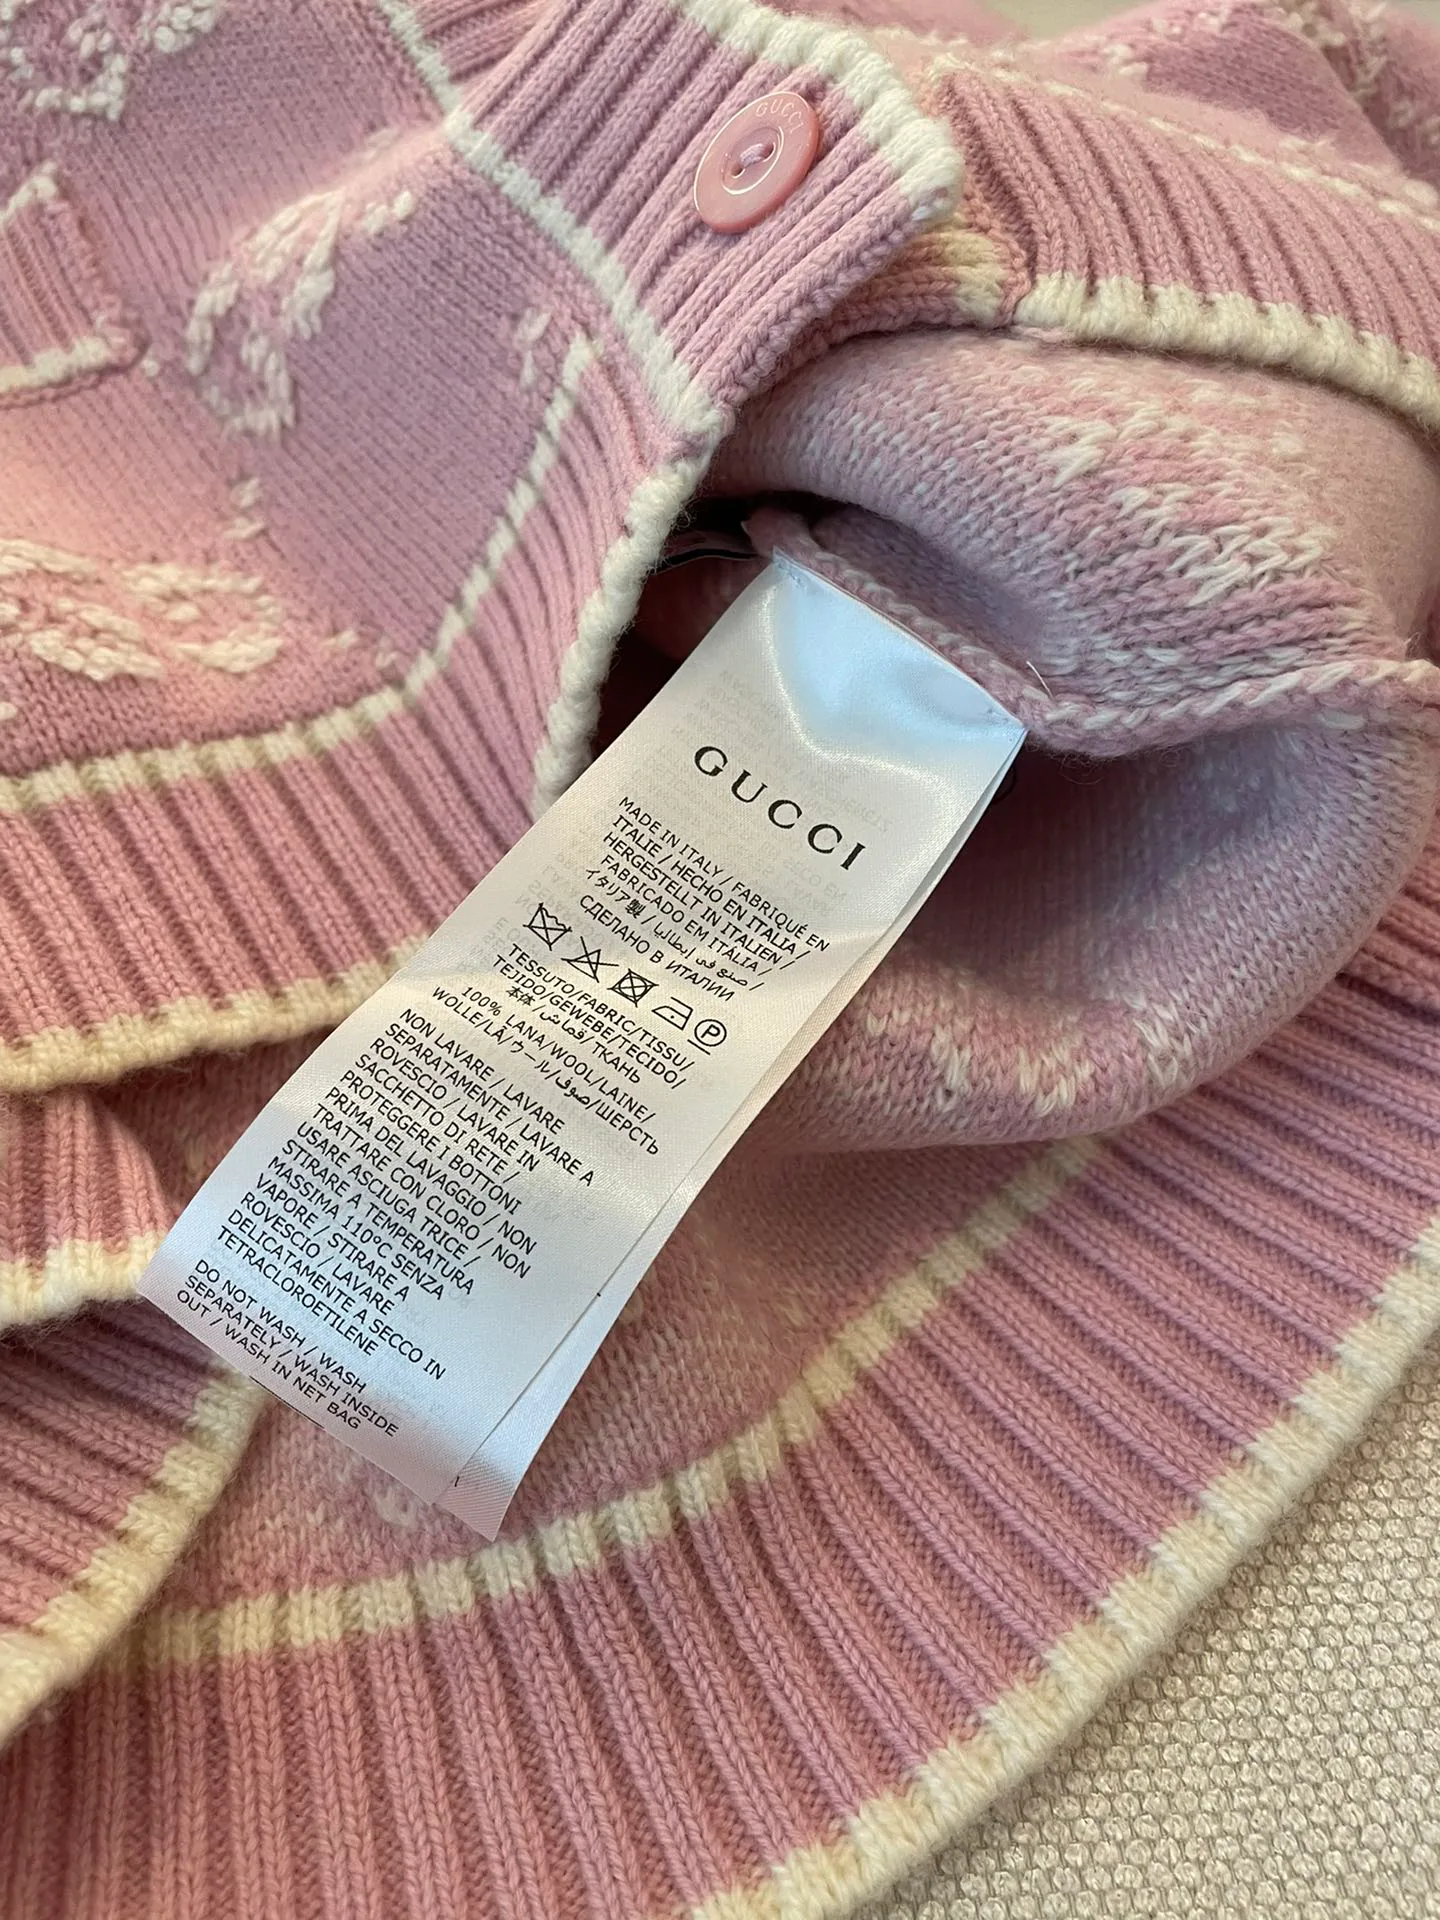 GUCCI
GUCCI
MADE IN ITALY / FABRIQUÉ EN
ITALIE / HECHO EN ITALIA /
HERGESTELLT IN ITALIEN /
FABRICADO EM ITÁLIA /
イタリア製 / صنع في إيطاليا /
СДЕЛАНО В ИТАЛИИ
P
TESSUTO/FABRIC/TISSU/
TEJIDO/GEWEBE/TECIDO/
本体/قماش/ТКАНЬ
100% LANA/WOOL/LAINE/
WOLLE/LÃ/ウール/صوف/ШЕРСТЬ
NON LAVARE / LAVARE
SEPARATAMENTE / LAVARE A
ROVESCIO / LAVARE IN
SACCHETTO DI RETE /
PROTEGGERE I BOTTONI
PRIMA DEL LAVAGGIO / NON
TRATTARE CON CLORO / NON
USARE ASCIUGA TRICE /
STIRARE A TEMPERATURA
MASSIMA 110°C SENZA
VAPORE / STIRARE A
ROVESCIO / LAVARE
DELICATAMENTE A SECCO IN
TETRACLOROETILENE
DO NOT WASH / WASH
SEPARATELY / WASH INSIDE
OUT / WASH IN NET BAG